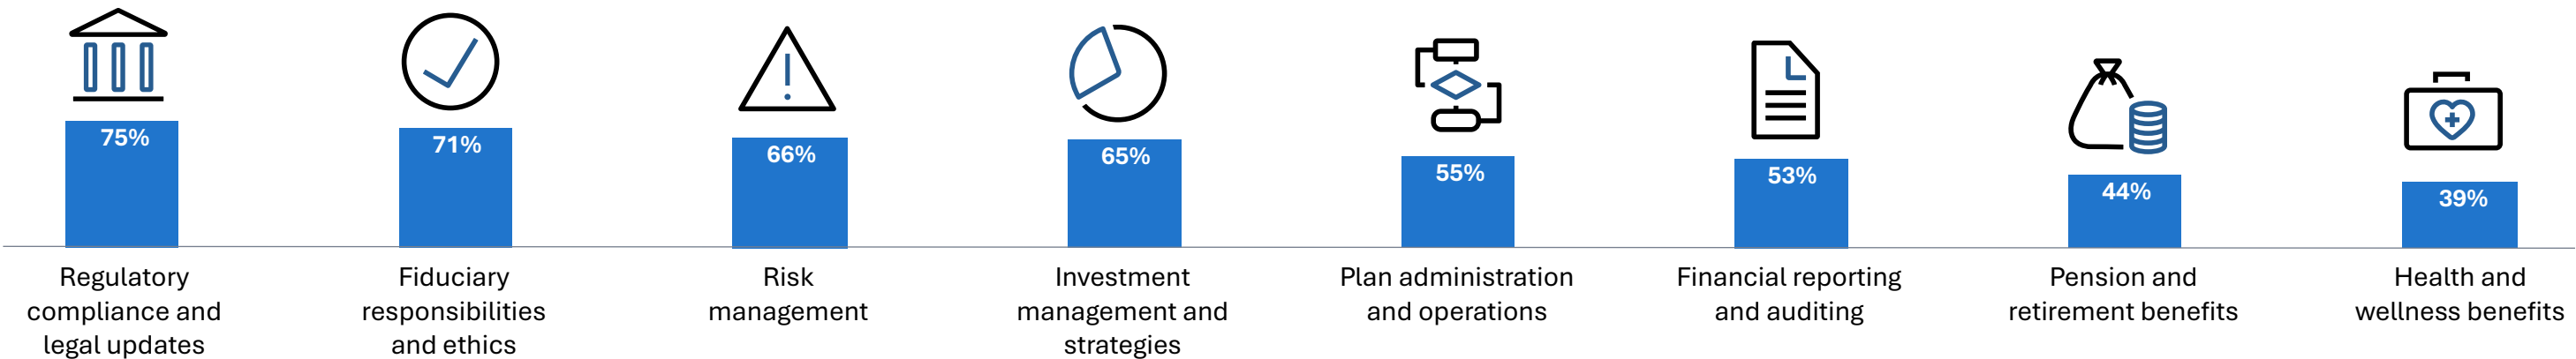 75%
71%
66%
65%
55%
53%
44%
39%
Regulatory
compliance and
legal updates
Fiduciary
responsibilities
and ethics
Risk
management
Investment
management and
strategies
Plan administration
and operations
Financial reporting
and auditing
Pension and
retirement benefits
Health and
wellness benefits